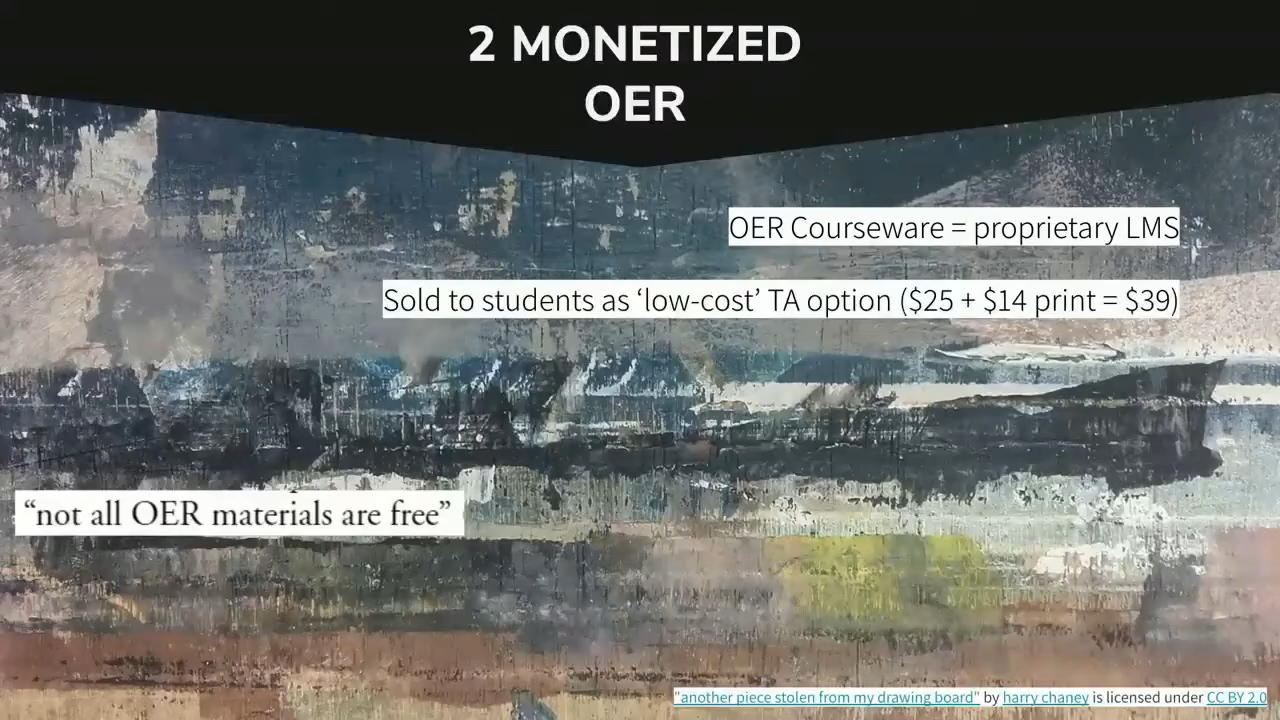 2 MONETIZED
OER
OER Courseware = proprietary LMS
Sold to students as ‘low-cost’ TA option ($25 + $14 print = $39)
“not all OER materials are free”
"another piece stolen from my drawing board" by harry chaney is licensed under CC BY 2.0